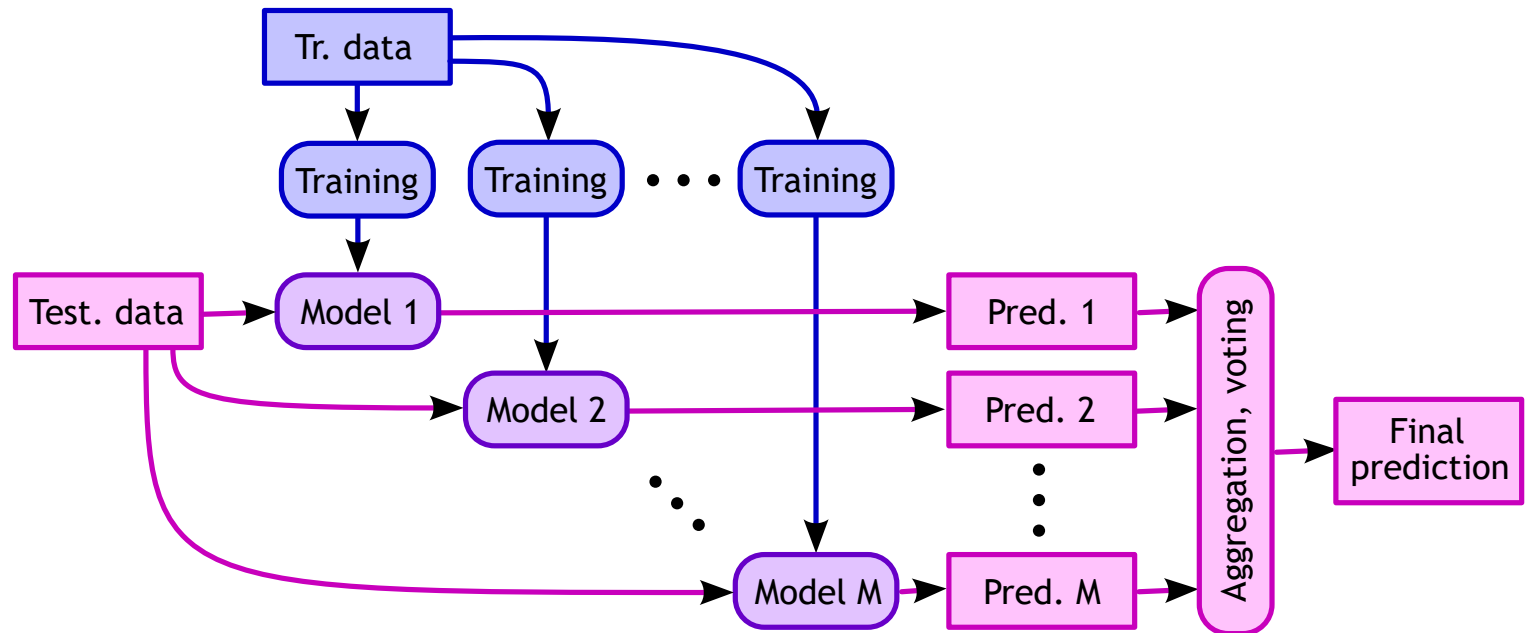 Tr. data
Training
Training
Training
Test. data
Model 1
Pred. 1
Model 2
Pred. 2
Aggregation, voting
Final
prediction
Model M
Pred. M